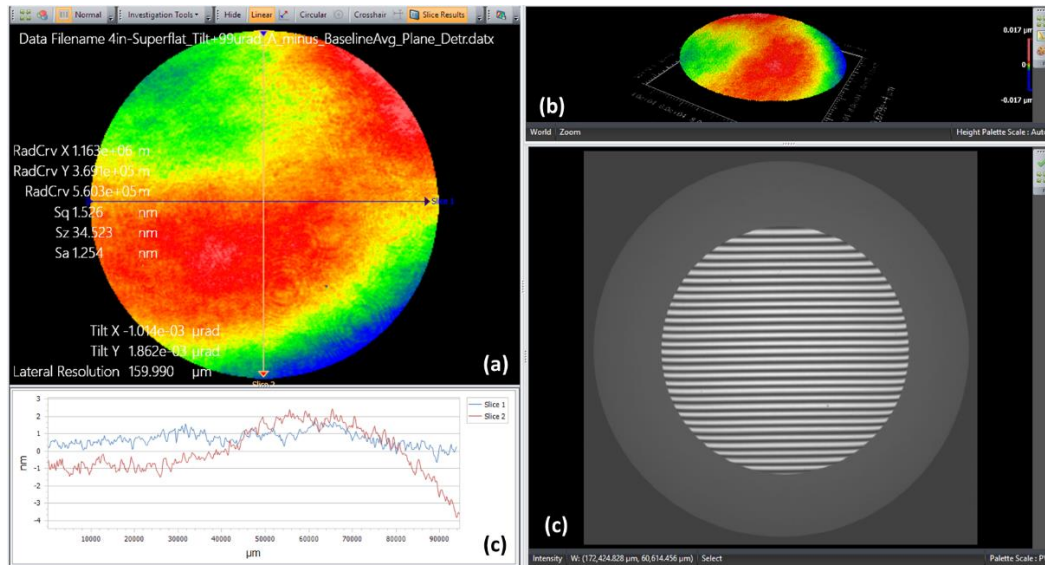 Normal Investigation Tools Hide Linear Circular Crosshair Slice Results
Data Filename 4in-Superflat_Tilt+99urad_A_minus_BaselineAvg_Plane_Detr.datx
RadCrv X 1.163e+06 m
RadCrv Y 3.691e+05 m
RadCrv 5.603e+05 m
Sq 1.526 nm
Sz 34.523 nm
Sa 1.254 nm
Slice 1
Tilt X -1.014e-03 µrad
Tilt Y 1.862e-03 µrad
Lateral Resolution 159.990 µm
(a)
Slice 2
3
2
1
0
-1
-2
-3
-4
nm
10000 20000 30000 40000 50000 60000 70000 80000 90000
µm
Slice 1
Slice 2
(c)
0.017 µm
0
-0.017 µm
(b)
World Zoom Height Palette Scale : Auto
(c)
Intensity W: (172,424.828 µm, 60,614.456 µm) Select Palette Scale : P